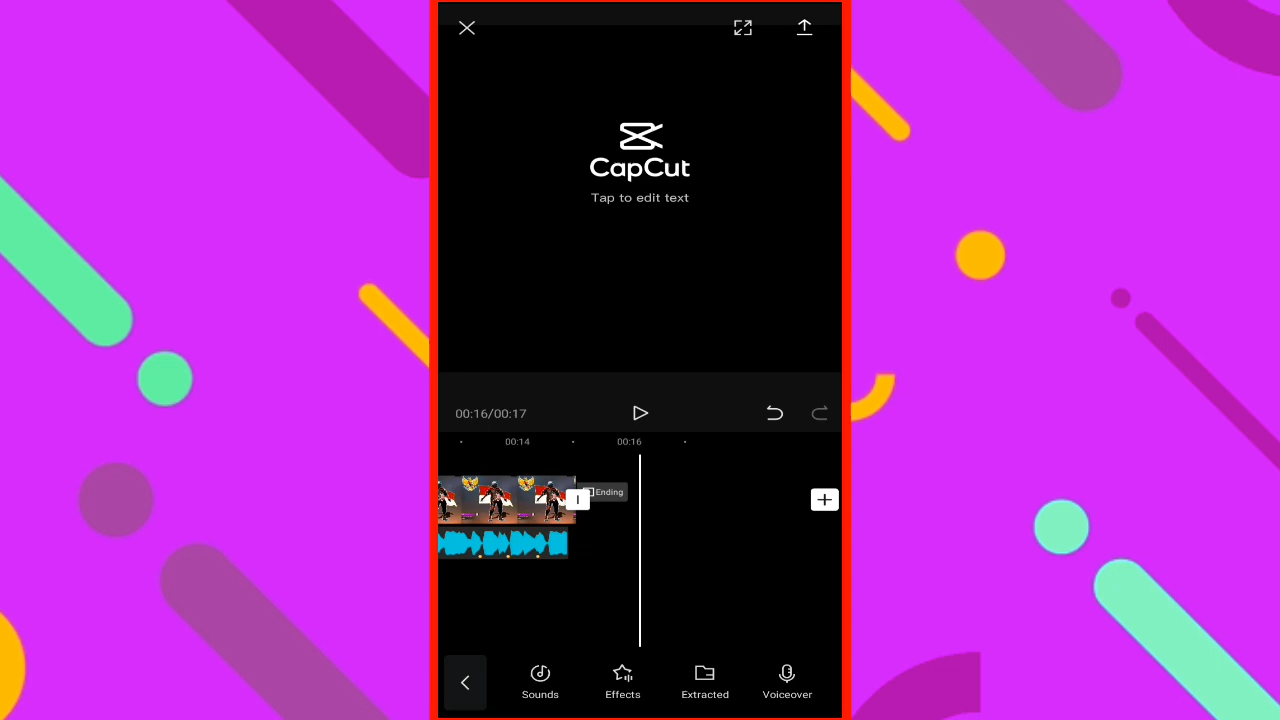 CapCut
Tap to edit text
00:16/00:17
00:14
00:16
Ending
Sounds
Effects
Extracted
Voiceover